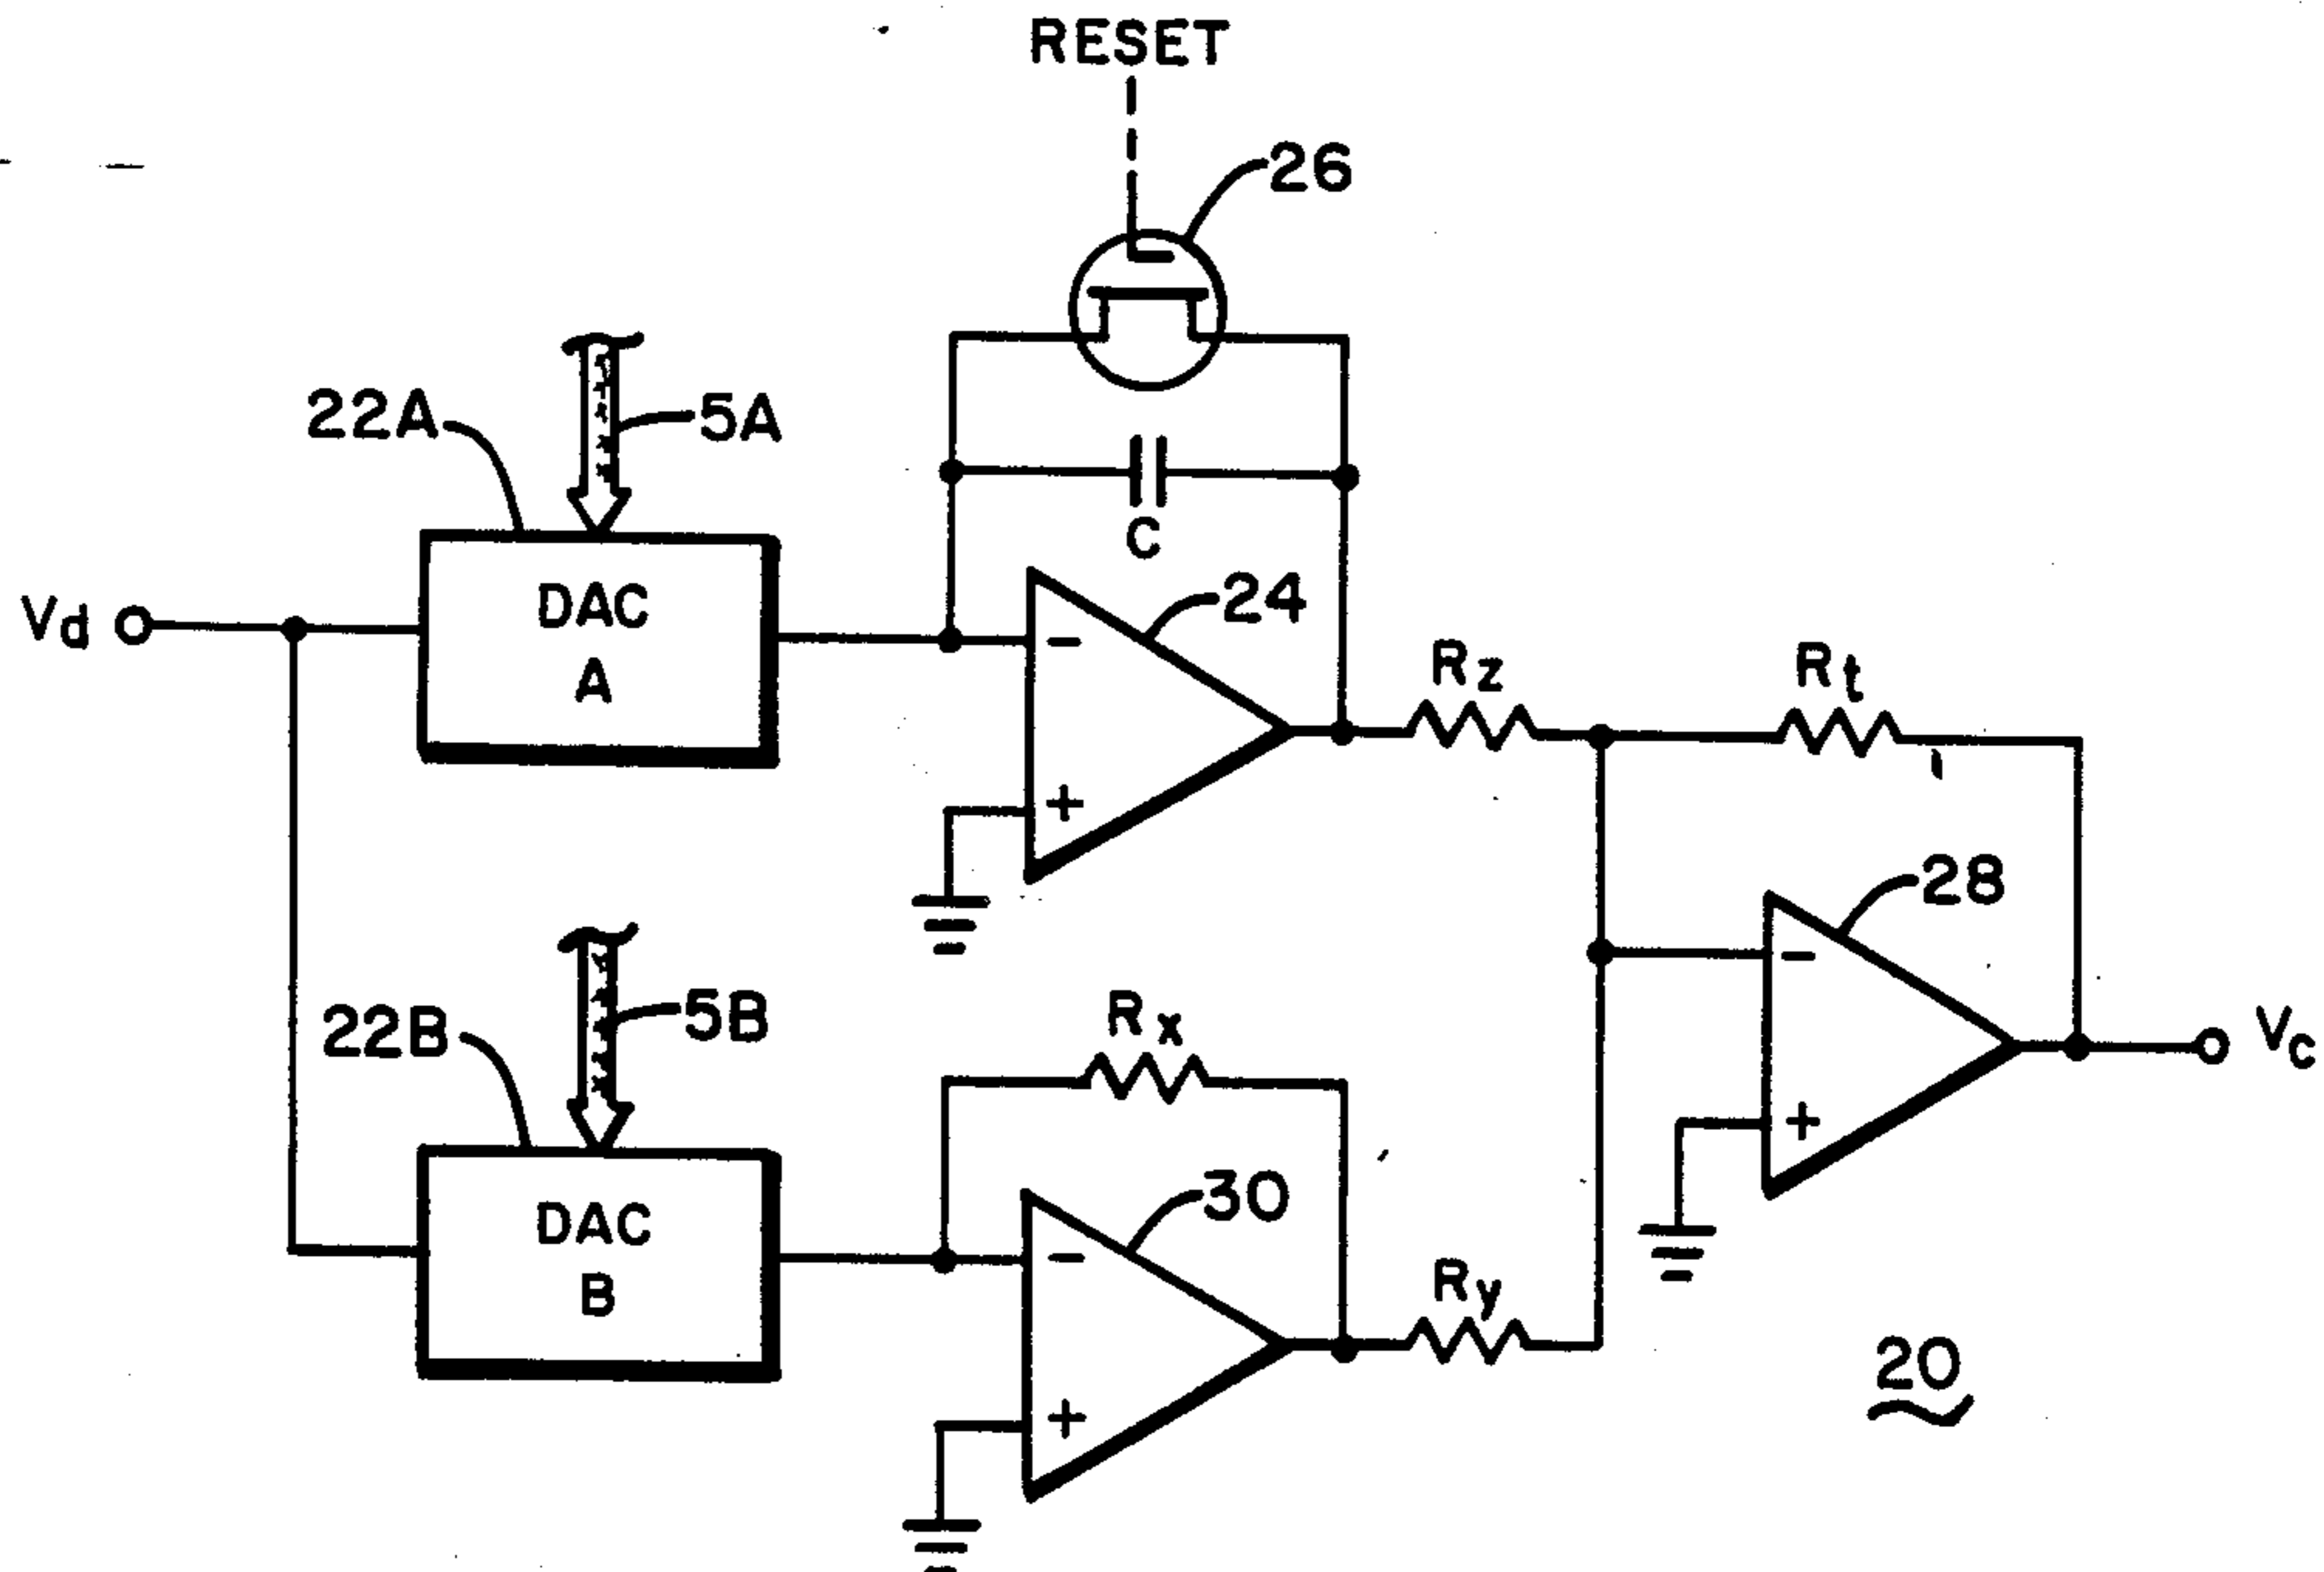 RESET
26
22A
5A
C
DAC
A
24
Vd
Rz
Rt
-
+
28
22B
5B
Rx
-
+
Vc
DAC
B
30
-
+
Ry
20